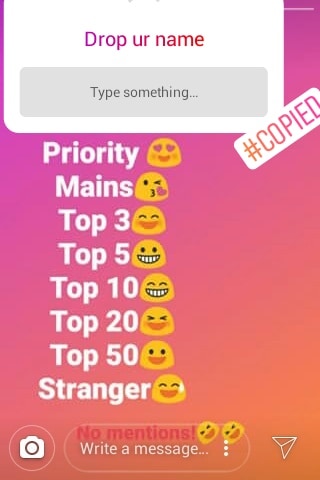 Drop ur name
Type something...
#COPIED
Priority 😍
Mains😘
Top 3😄
Top 5😀
Top 10😁
Top 20😆
Top 50😃
Stranger😅
No mentions!🤣🤣
Write a message...